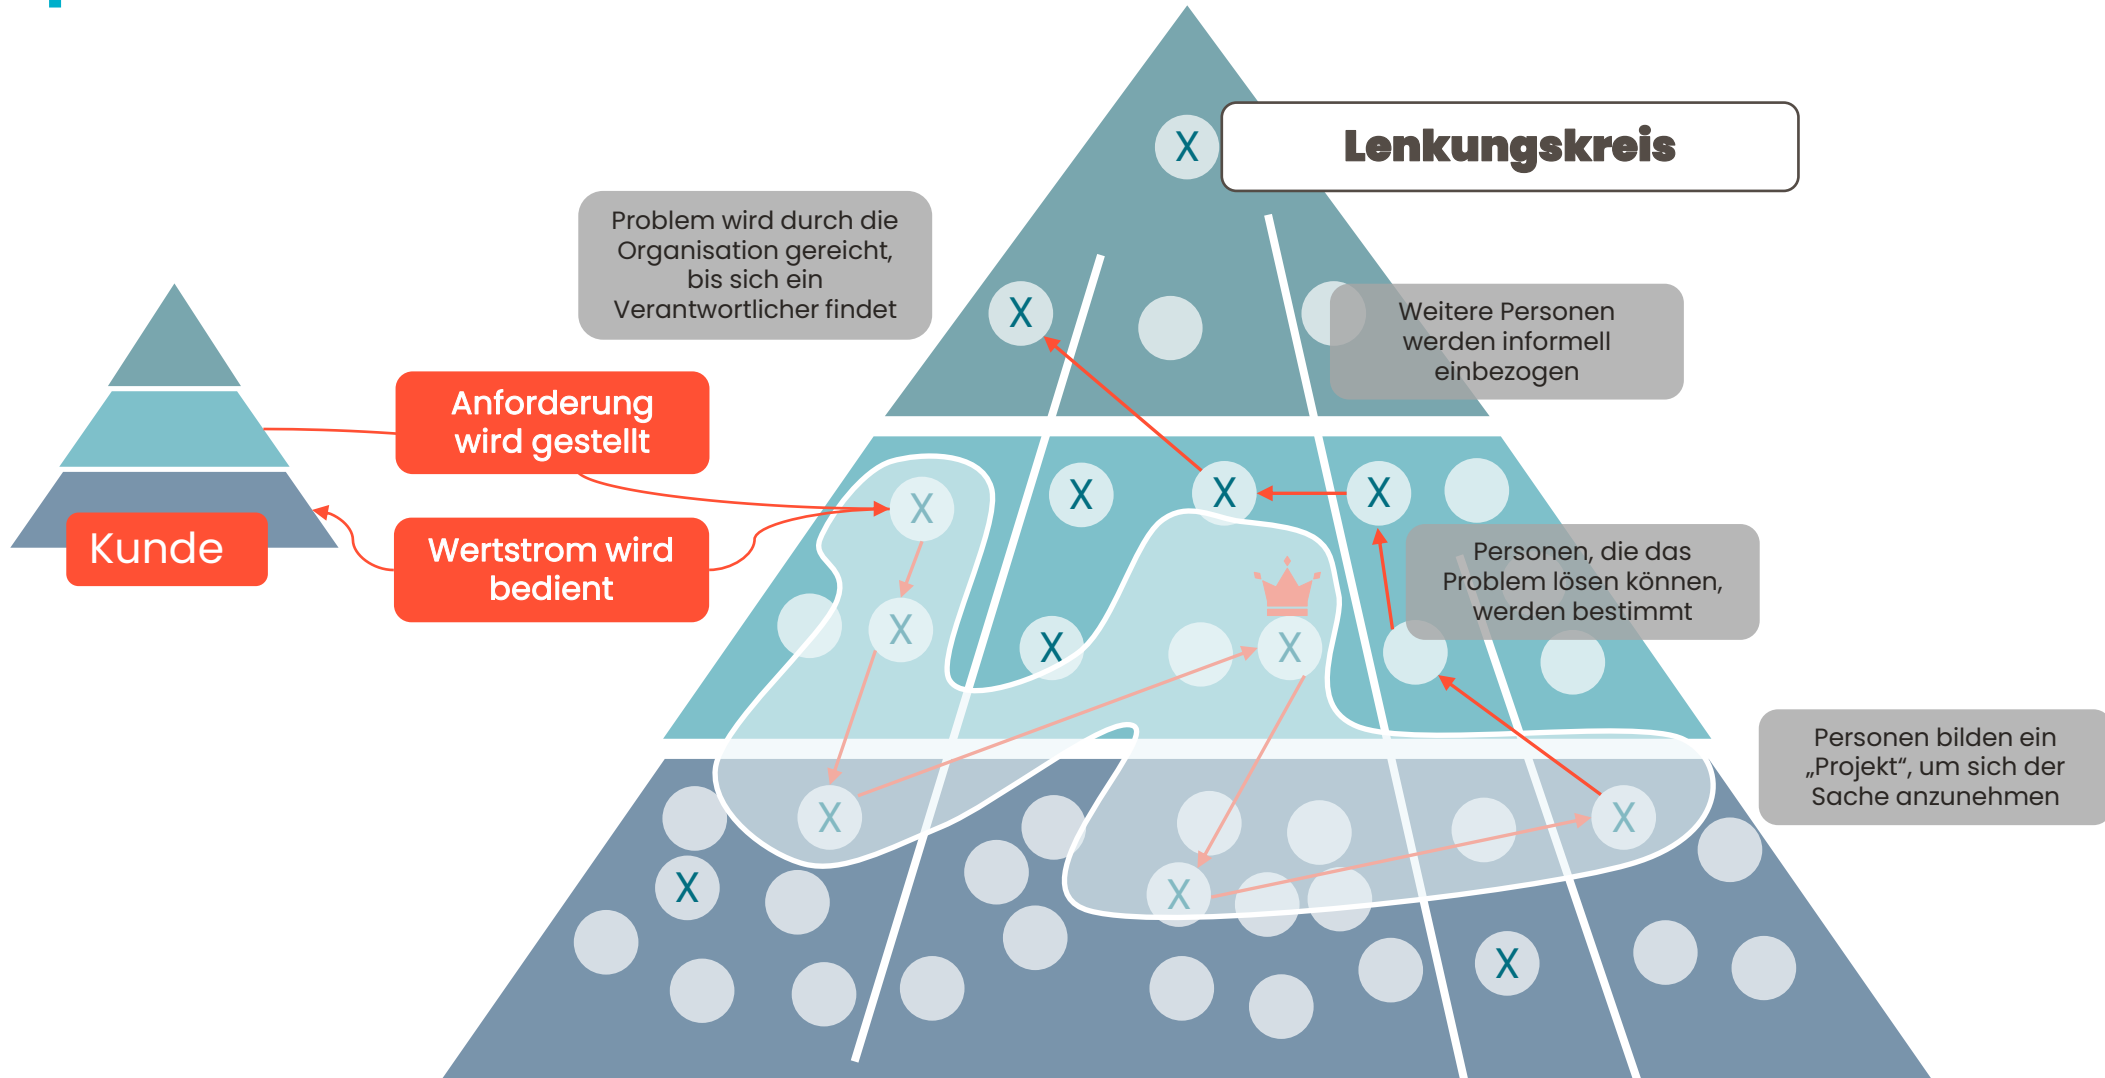 Lenkungskreis
X
Problem wird durch die
Organisation gereicht,
bis sich ein
Verantwortlicher findet
X
Weitere Personen
werden informell
einbezogen
Anforderung
wird gestellt
X
X
X
X
Kunde
Wertstrom wird
bedient
Personen, die das
Problem lösen können,
werden bestimmt
X
X
X
Personen bilden ein
„Projekt“, um sich der
Sache anzunehmen
X
X
X
X
X